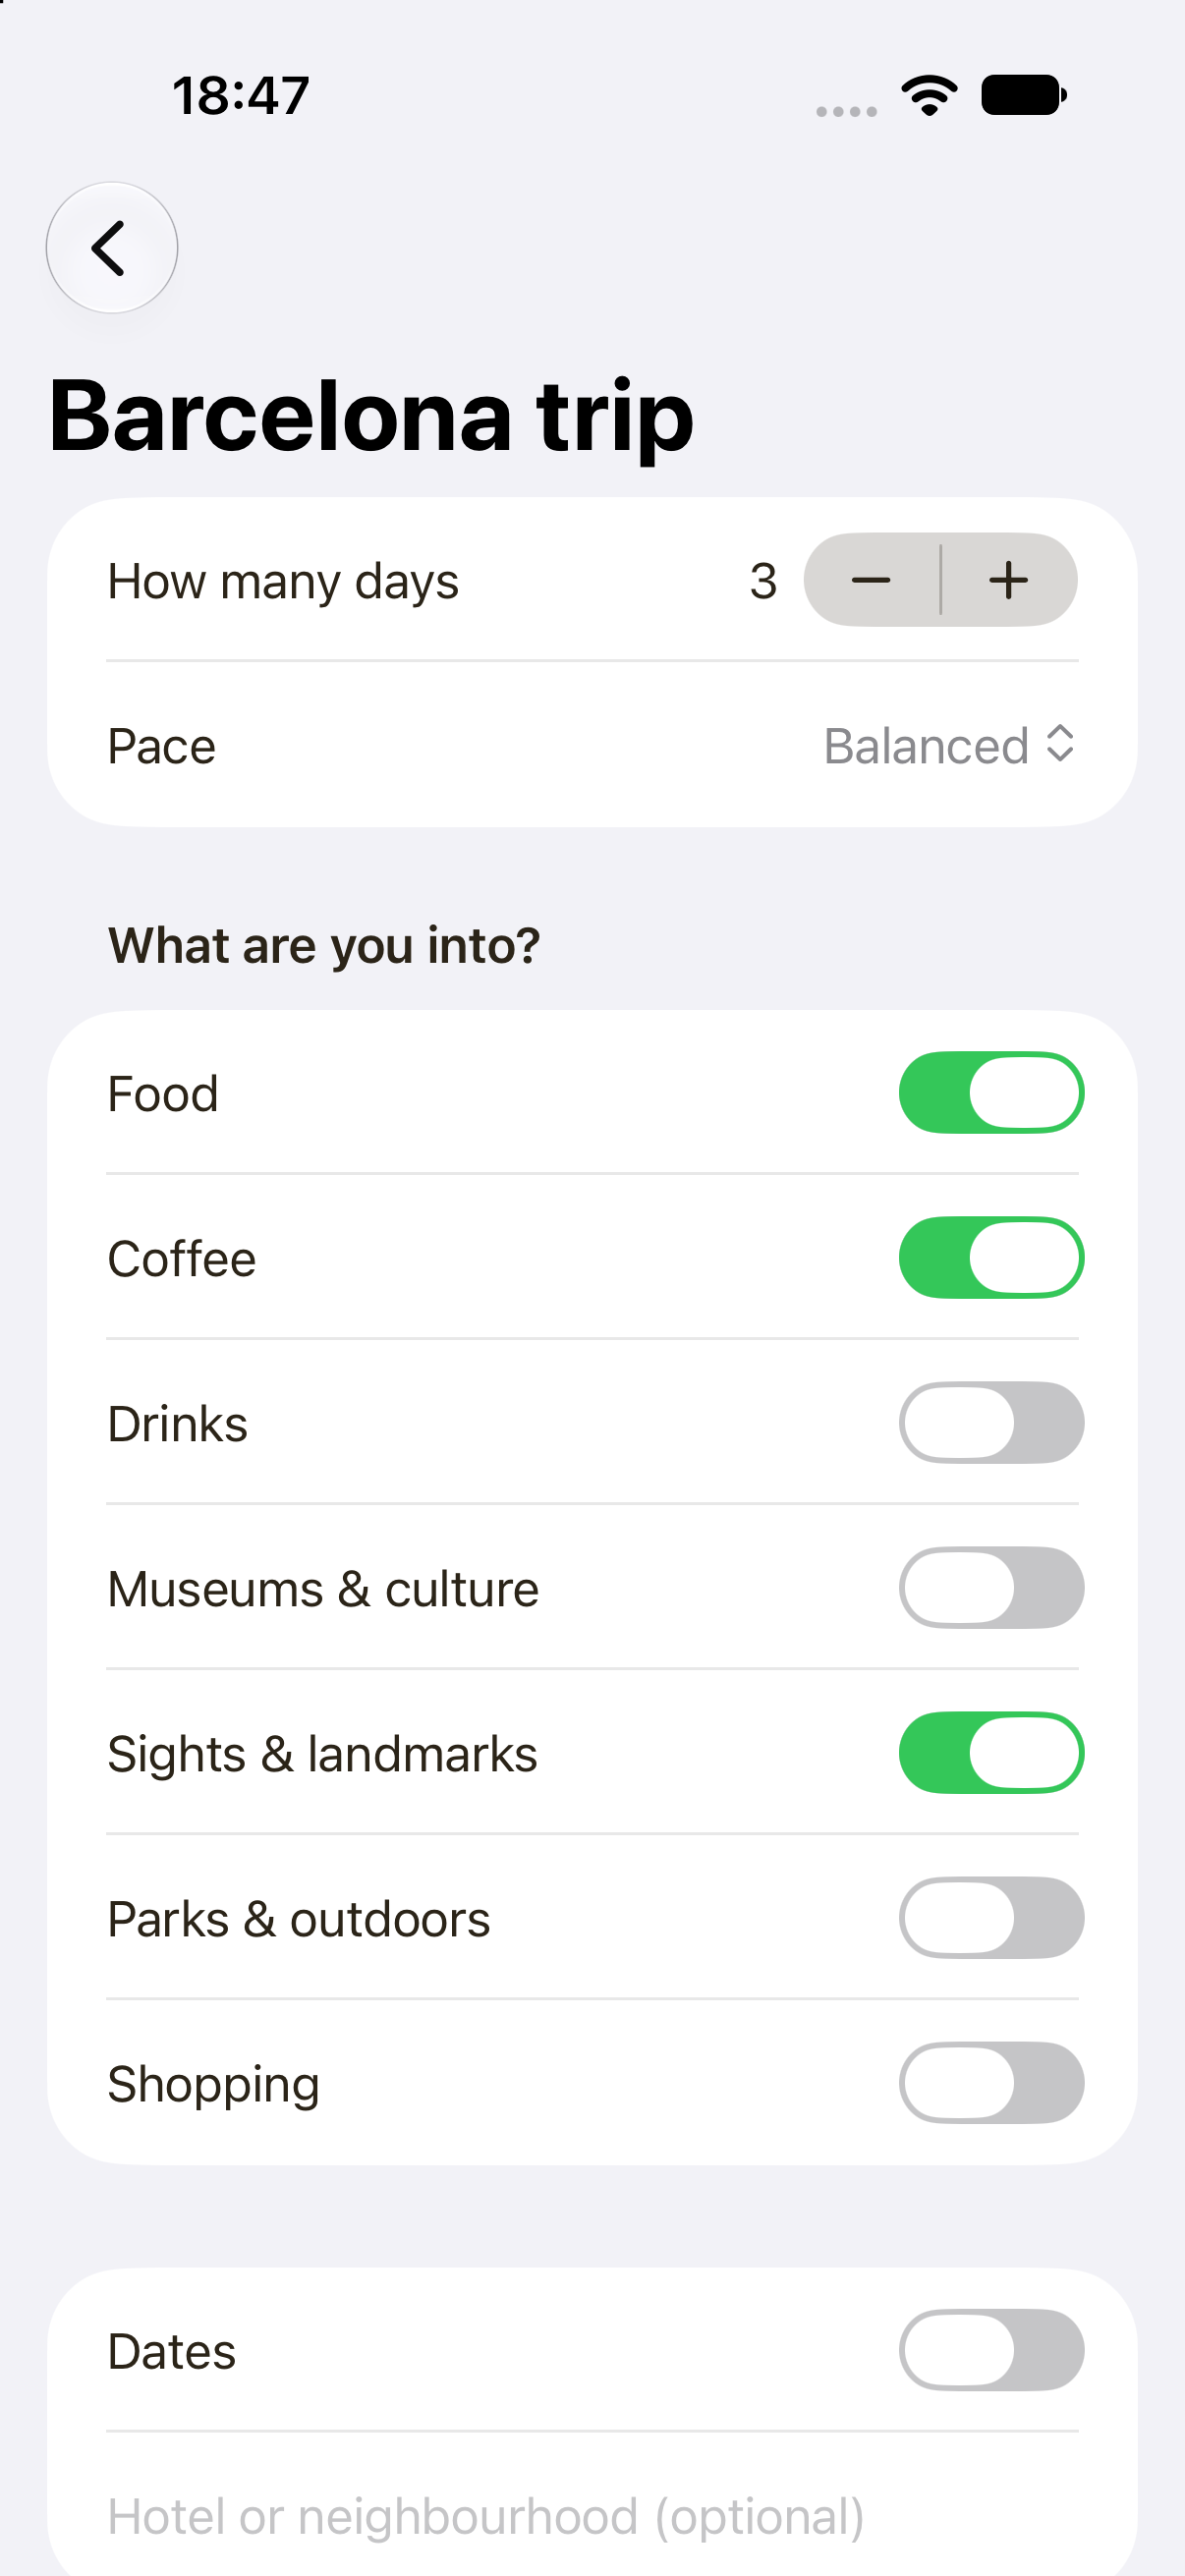 18:47
Barcelona trip
How many days 3
Pace Balanced
What are you into?
Food
Coffee
Drinks
Museums & culture
Sights & landmarks
Parks & outdoors
Shopping
Dates
Hotel or neighbourhood (optional)